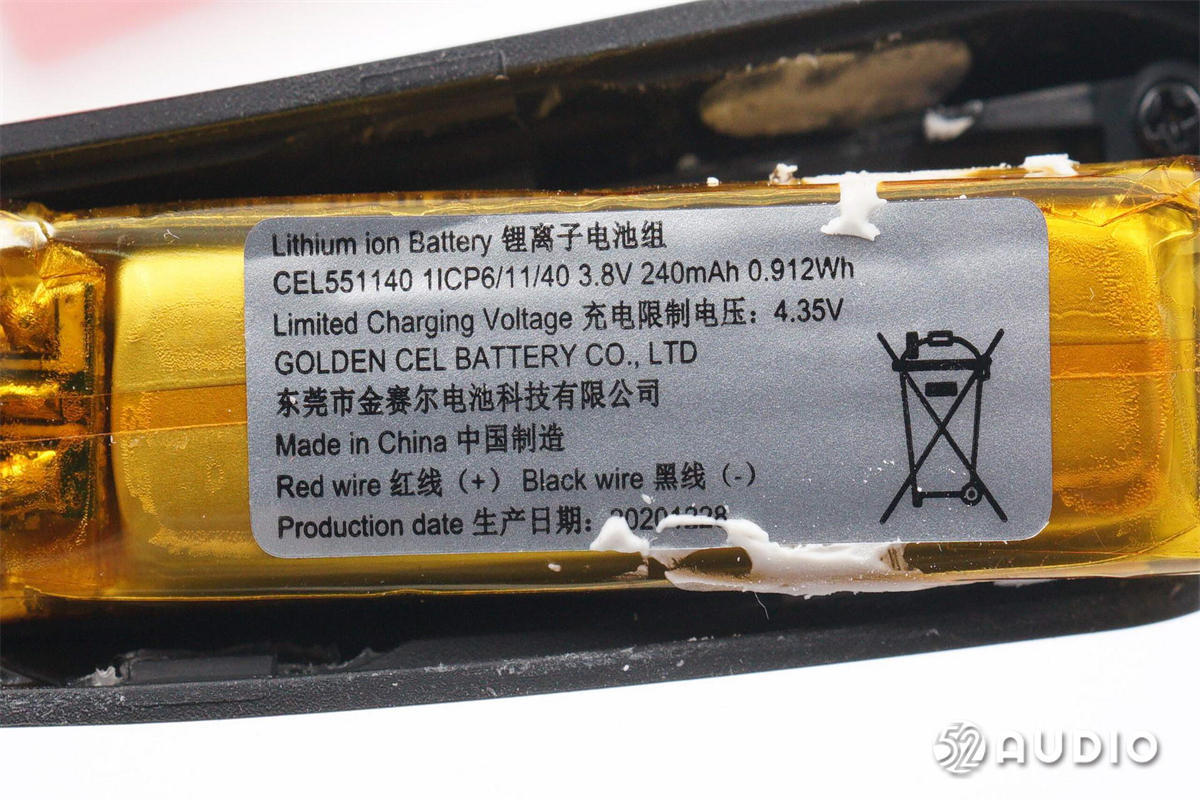 Lithium ion Battery 锂离子电池组
CEL551140 1ICP6/11/40 3.8V 240mAh 0.912Wh
Limited Charging Voltage 充电限制电压：4.35V
GOLDEN CEL BATTERY CO., LTD
东莞市金赛尔电池科技有限公司
Made in China 中国制造
Red wire 红线（+） Black wire 黑线（-）
Production date 生产日期：20201228
52 AUDIO